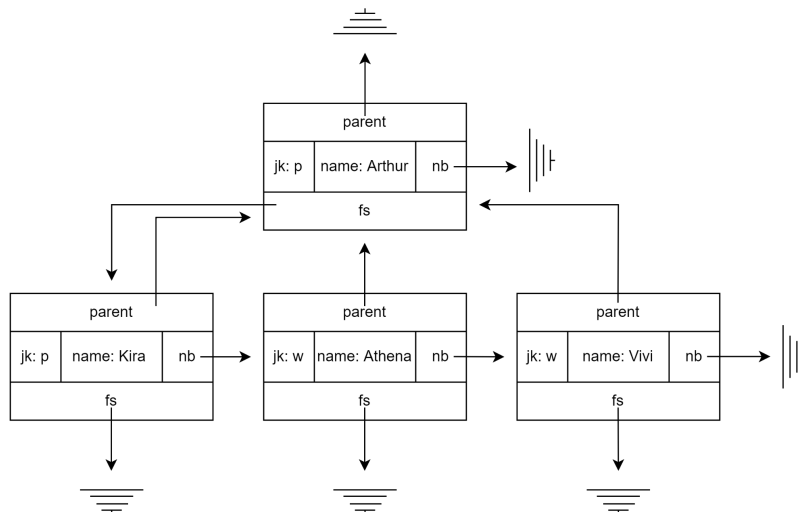 parent
jk: p name: Arthur nb
fs
parent parent parent
jk: p name: Kira nb jk: w name: Athena nb jk: w name: Vivi nb
fs fs fs